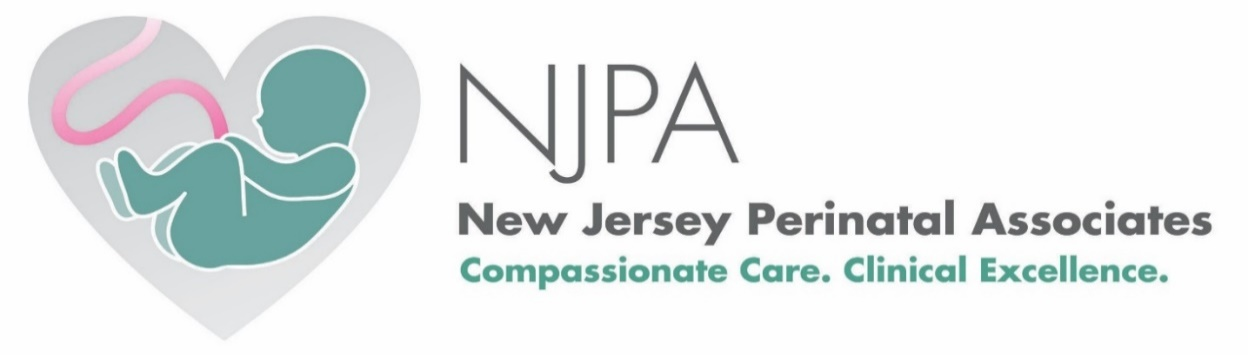 NJPA
New Jersey Perinatal Associates
Compassionate Care. Clinical Excellence.